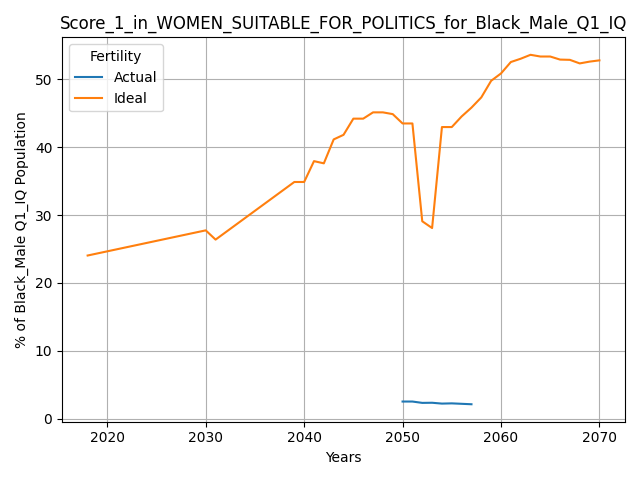 Score_1_in_WOMEN_SUITABLE_FOR_POLITICS_for_Black_Male_Q1_IQ
Fertility
Actual
Ideal
% of Black_Male Q1_IQ Population
50
40
30
20
10
0
2020 2030 2040 2050 2060 2070
Years